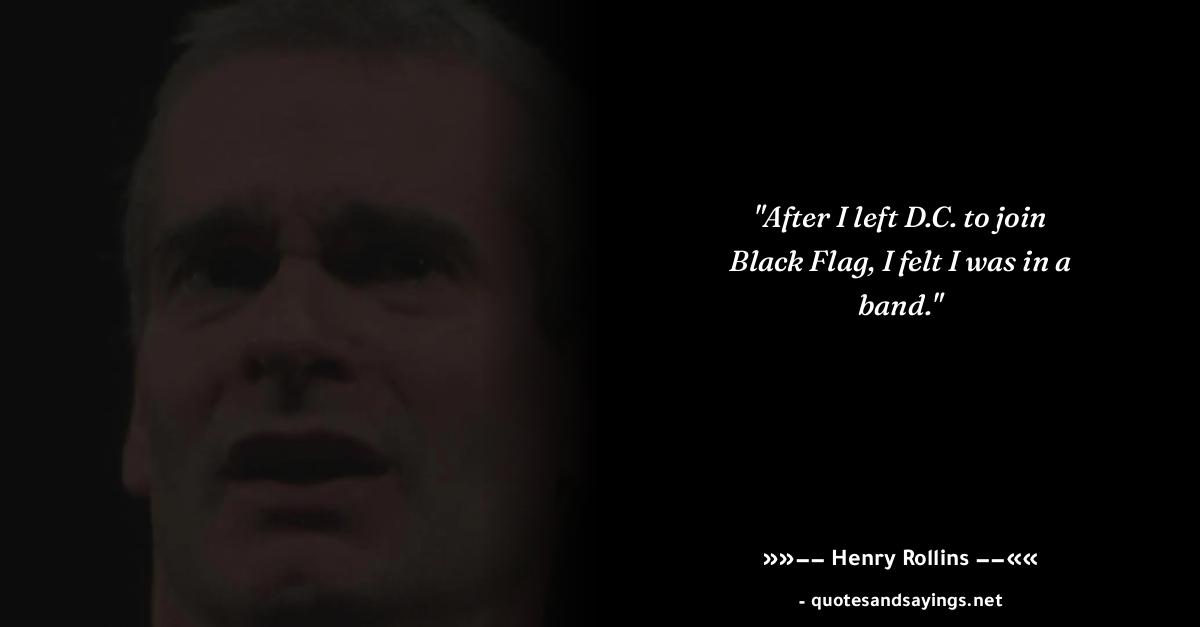 "After I left D.C. to join
Black Flag, I felt I was in a
band."
»»−− Henry Rollins −−««
- quotesandsayings.net